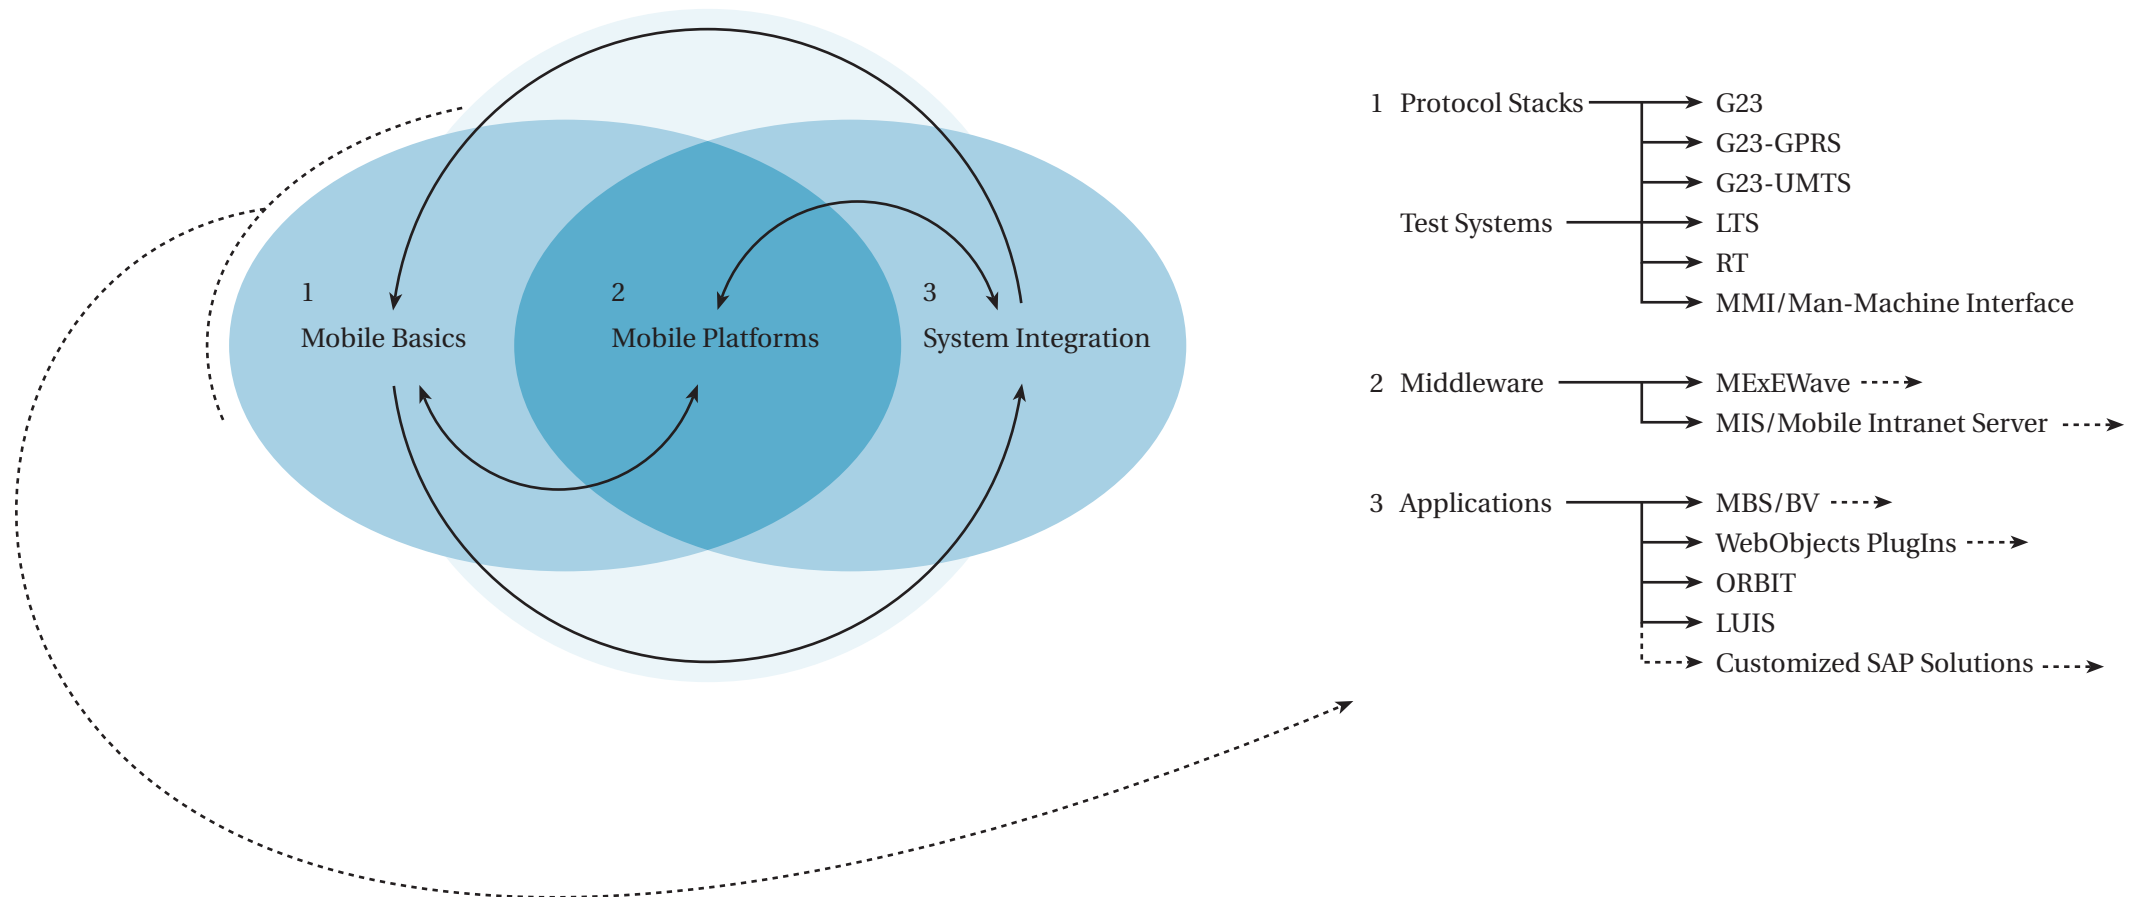 1
Mobile Basics
2
Mobile Platforms
3
System Integration
1 Protocol Stacks
G23
G23-GPRS
G23-UMTS
Test Systems
LTS
RT
MMI/Man-Machine Interface
2 Middleware
MExEWave
MIS/Mobile Intranet Server
3 Applications
MBS/BV
WebObjects PlugIns
ORBIT
LUIS
Customized SAP Solutions